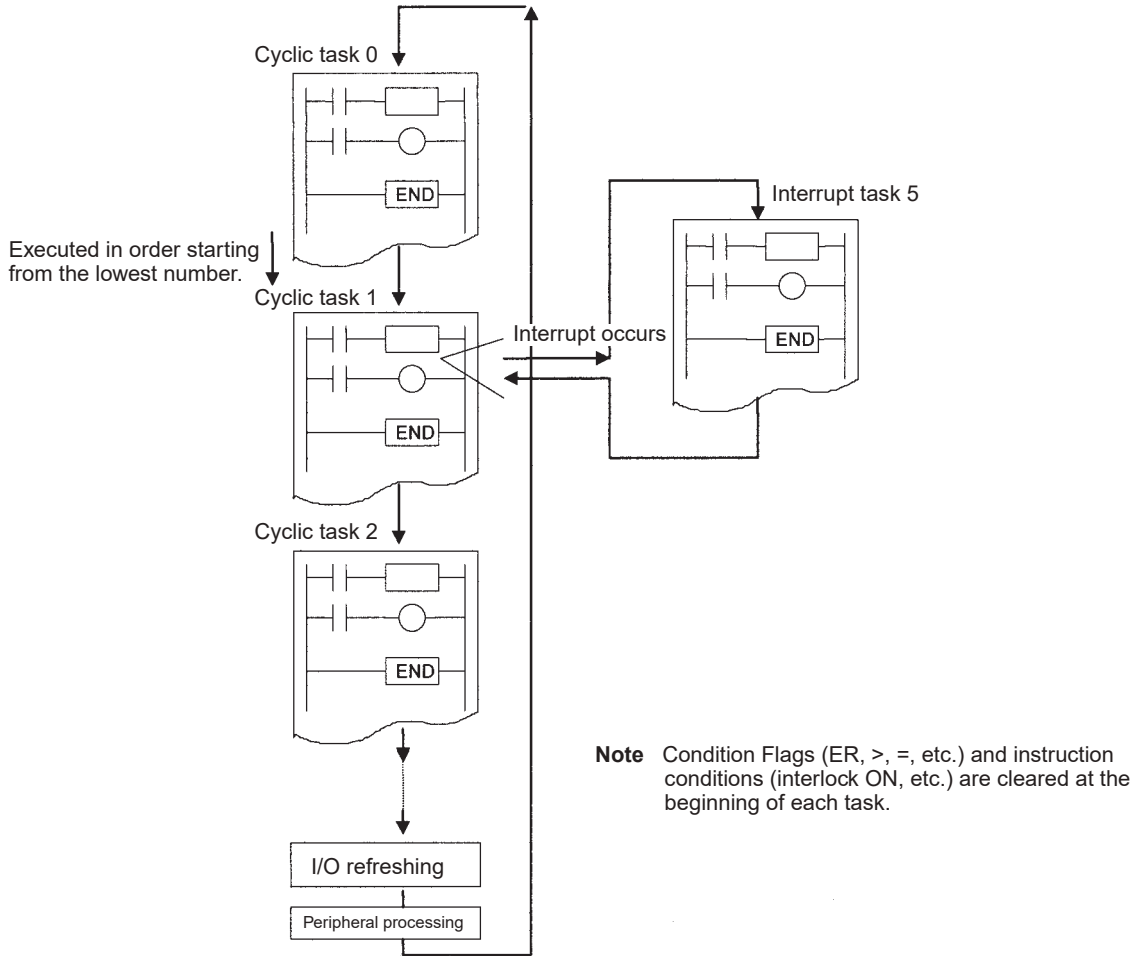 Cyclic task 0
END
Interrupt task 5
Executed in order starting
from the lowest number.
Cyclic task 1
Interrupt occurs
END
END
Cyclic task 2
END
Note Condition Flags (ER, >, =, etc.) and instruction
conditions (interlock ON, etc.) are cleared at the
beginning of each task.
I/O refreshing
Peripheral processing